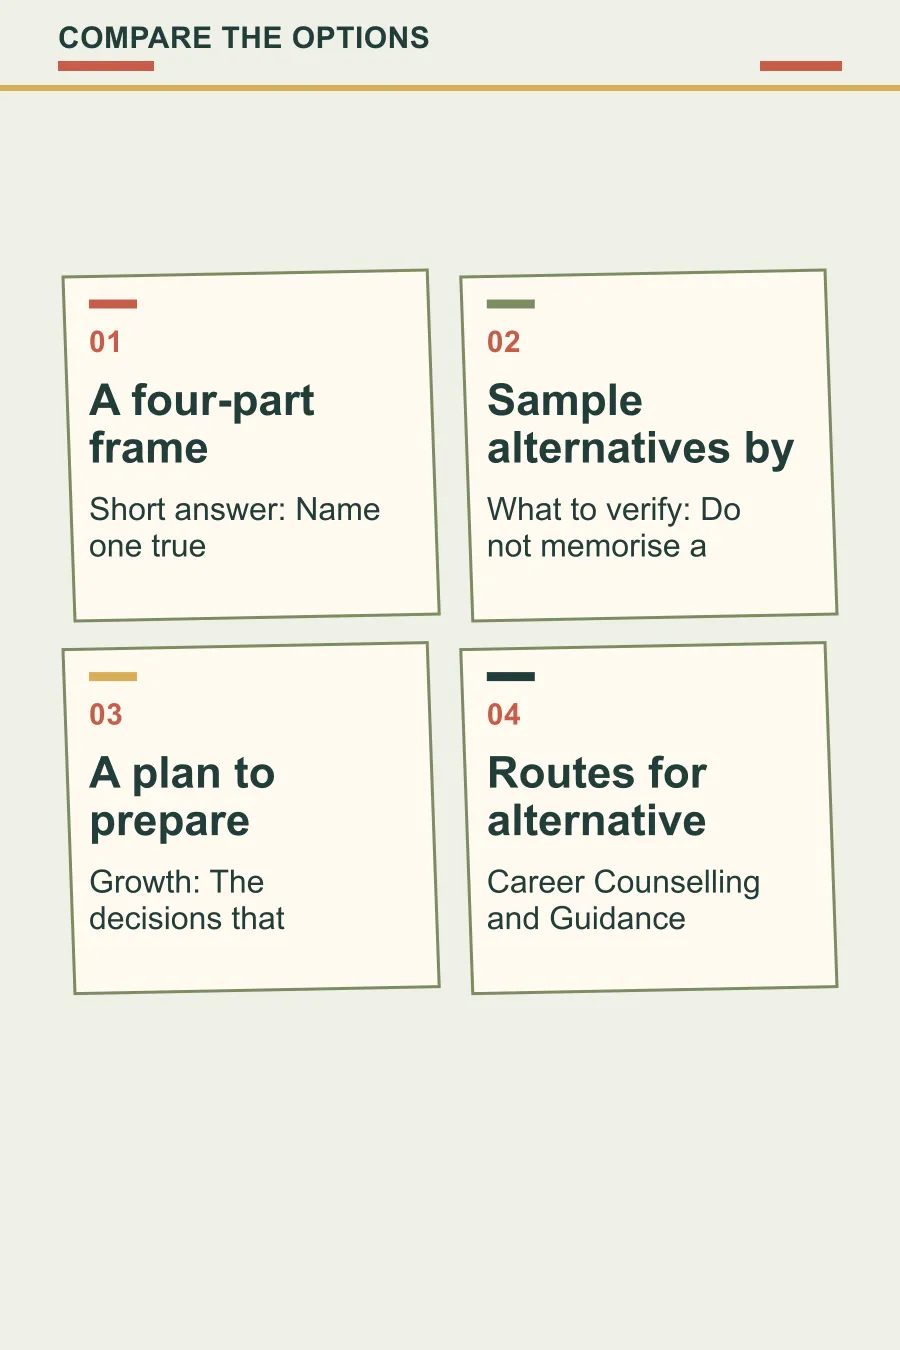 COMPARE THE OPTIONS
01
A four-part
frame
Short answer: Name
one true
02
Sample
alternatives by
What to verify: Do
not memorise a
03
A plan to
prepare
Growth: The
decisions that
04
Routes for
alternative
Career Counselling
and Guidance